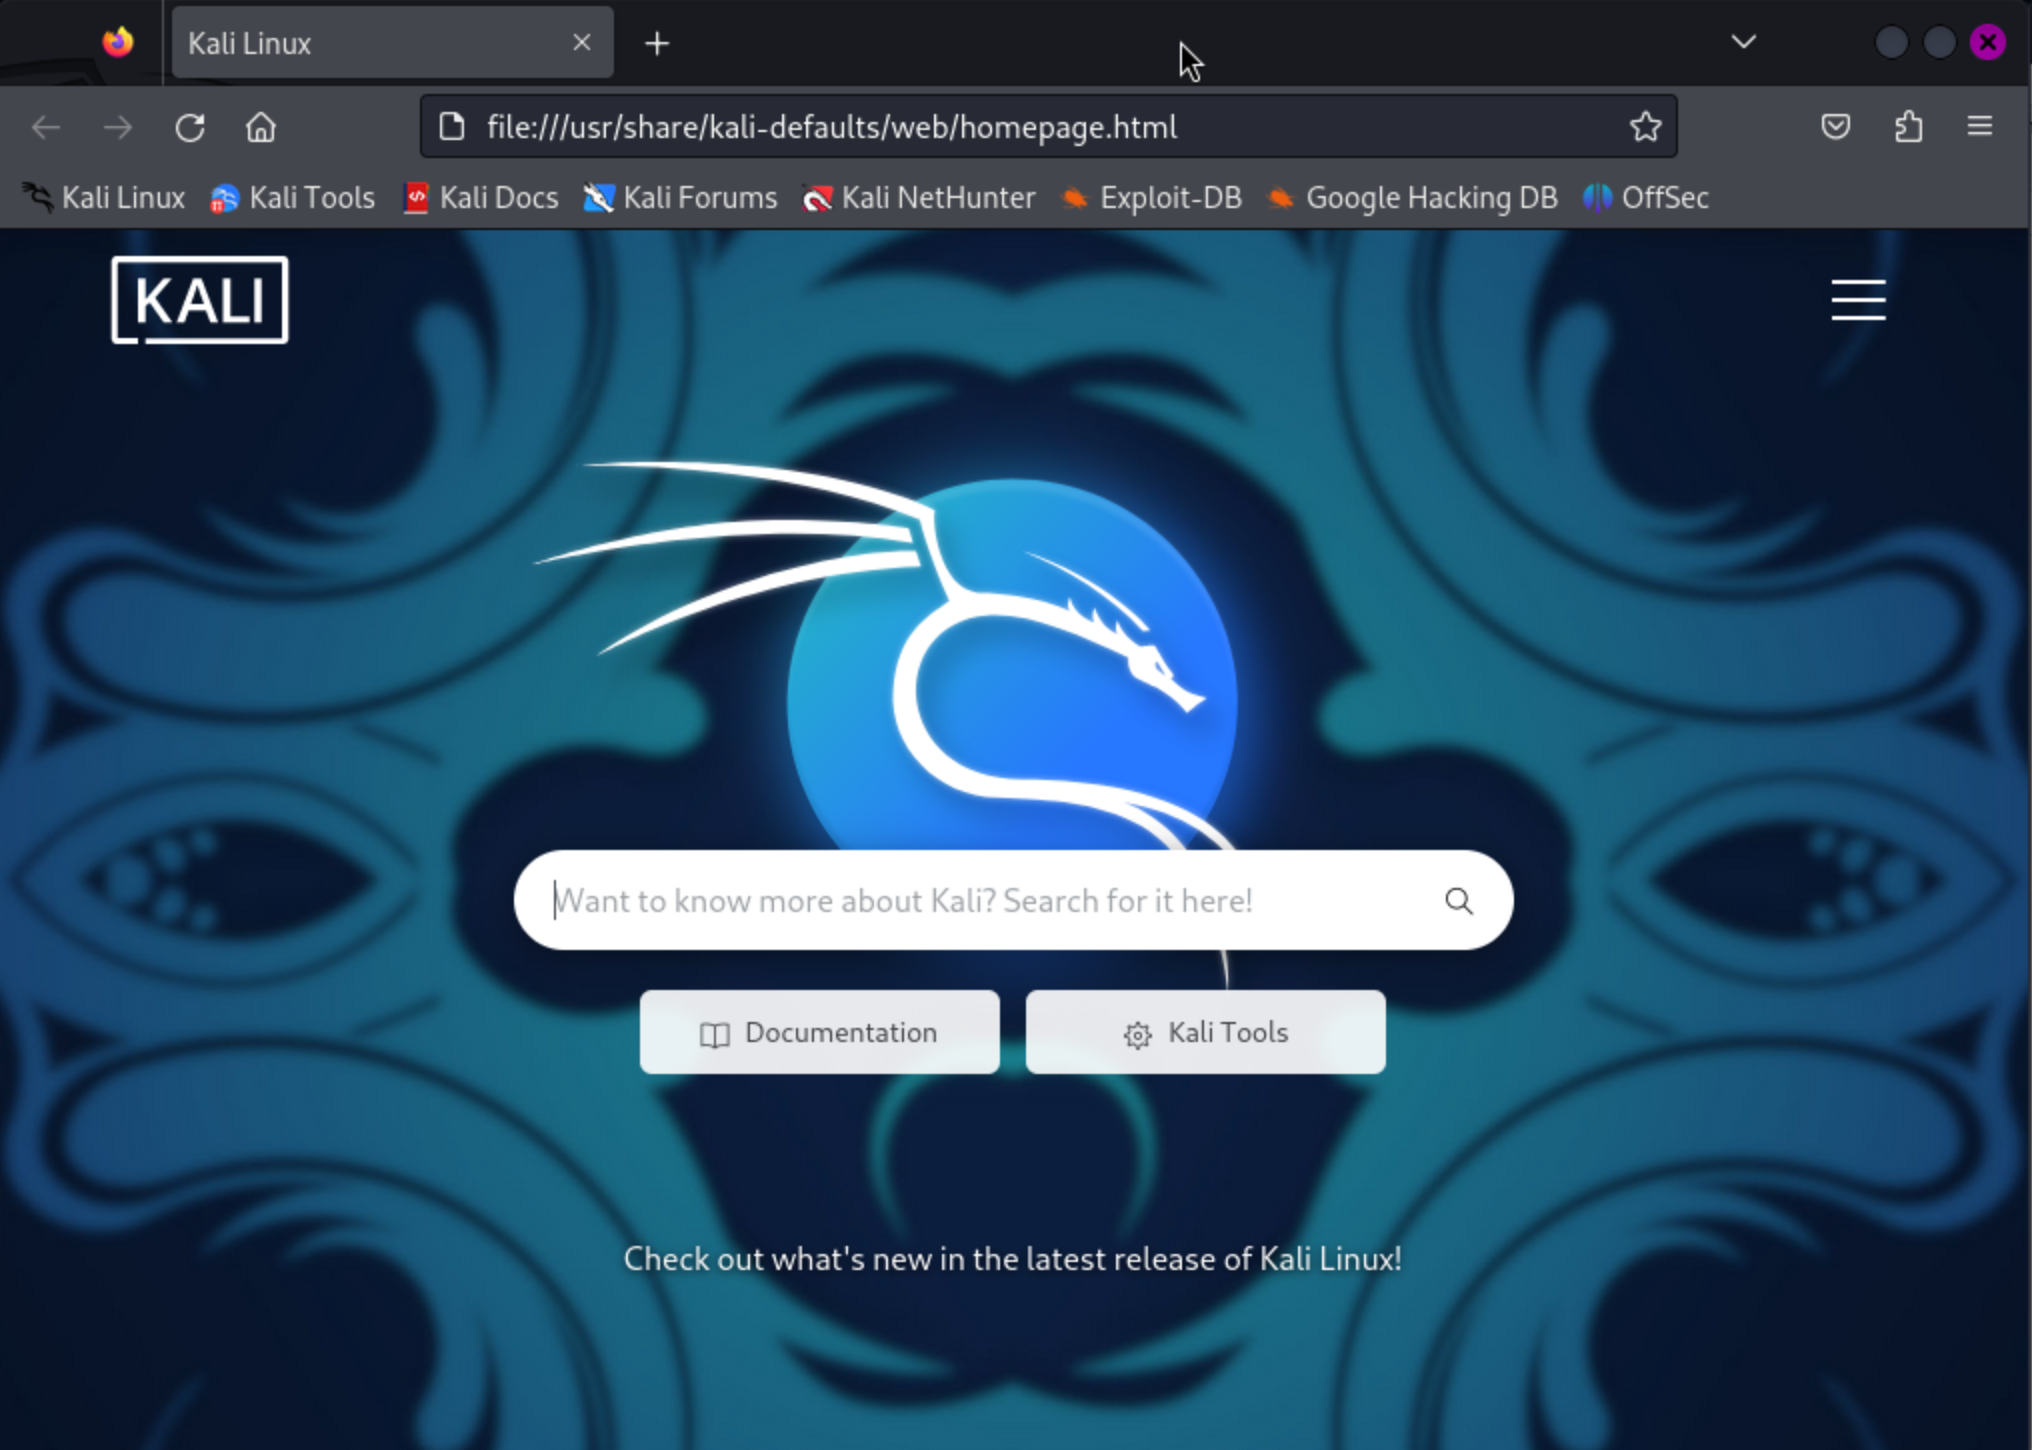 Kali Linux
file:///usr/share/kali-defaults/web/homepage.html
Kali Linux Kali Tools Kali Docs Kali Forums Kali NetHunter Exploit-DB Google Hacking DB OffSec
KALI
Want to know more about Kali? Search for it here!
Documentation Kali Tools
Check out what's new in the latest release of Kali Linux!